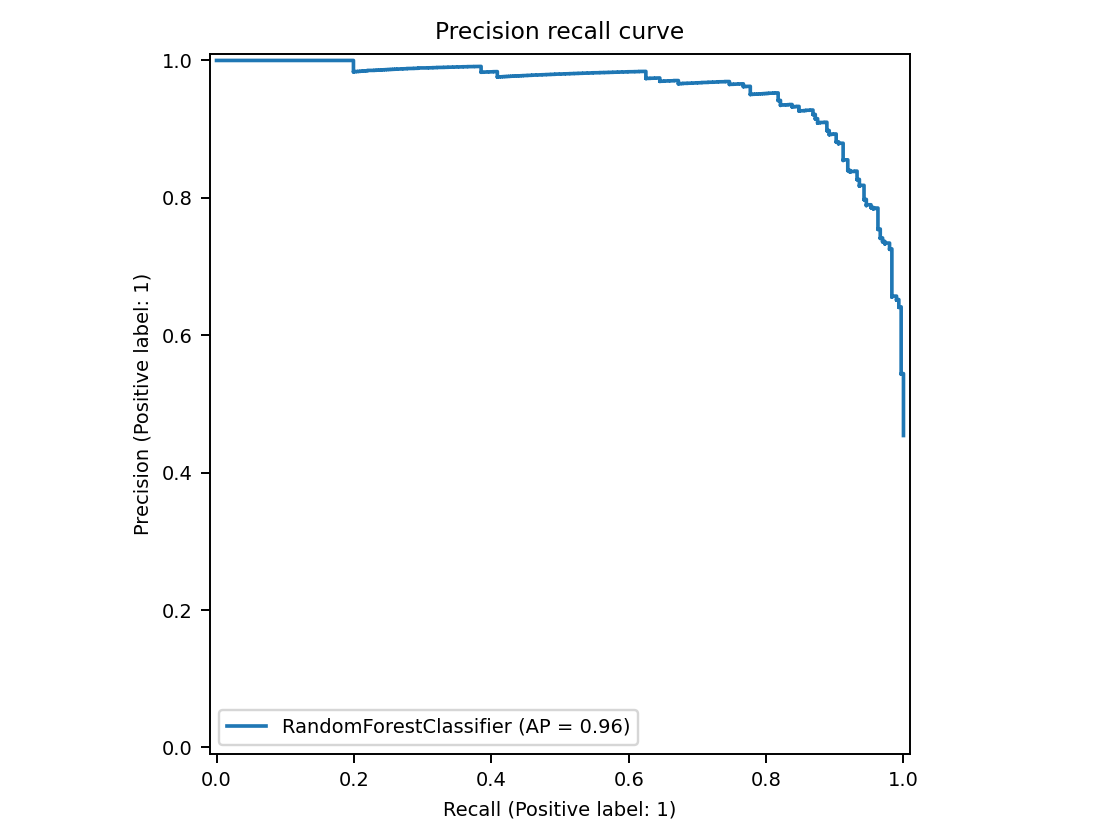 Precision recall curve
1.0
0.8
0.6
0.4
0.2
0.0
Precision (Positive label: 1)
RandomForestClassifier (AP = 0.96)
0.0 0.2 0.4 0.6 0.8 1.0
Recall (Positive label: 1)